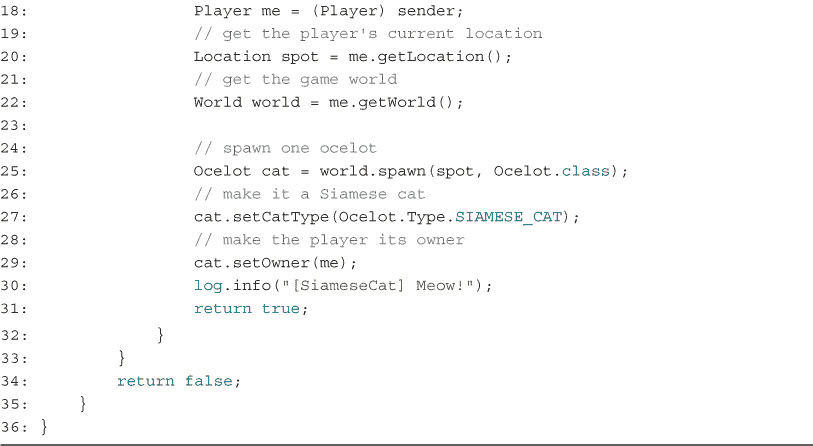 18:                 Player me = (Player) sender;
19:                 // get the player's current location
20:                 Location spot = me.getLocation();
21:                 // get the game world
22:                 World world = me.getWorld();
23:
24:                 // spawn one ocelot
25:                 Ocelot cat = world.spawn(spot, Ocelot.class);
26:                 // make it a Siamese cat
27:                 cat.setCatType(Ocelot.Type.SIAMESE_CAT);
28:                 // make the player its owner
29:                 cat.setOwner(me);
30:                 log.info("[SiameseCat] Meow!");
31:                 return true;
32:             }
33:         }
34:         return false;
35:     }
36: }